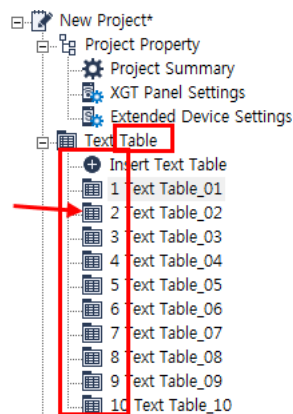 New Project*
Project Property
Project Summary
XGT Panel Settings
Extended Device Settings
Text Table
Insert Text Table
1 Text Table_01
2 Text Table_02
3 Text Table_03
4 Text Table_04
5 Text Table_05
6 Text Table_06
7 Text Table_07
8 Text Table_08
9 Text Table_09
10 Text Table_10